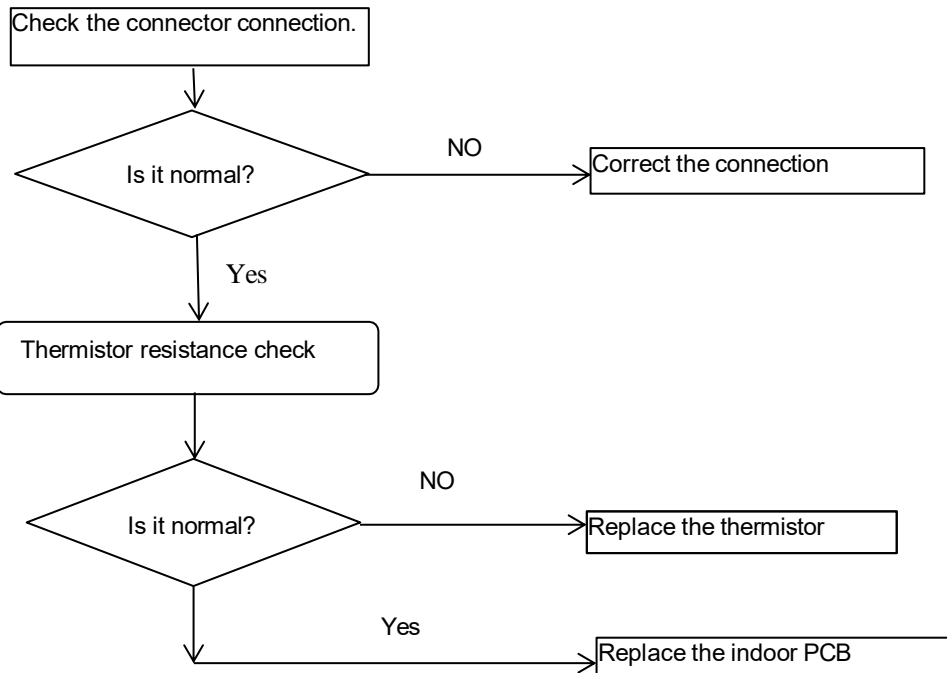 Check the connector connection.
Is it normal?
NO
Correct the connection
Yes
Thermistor resistance check
Is it normal?
NO
Replace the thermistor
Yes
Replace the indoor PCB